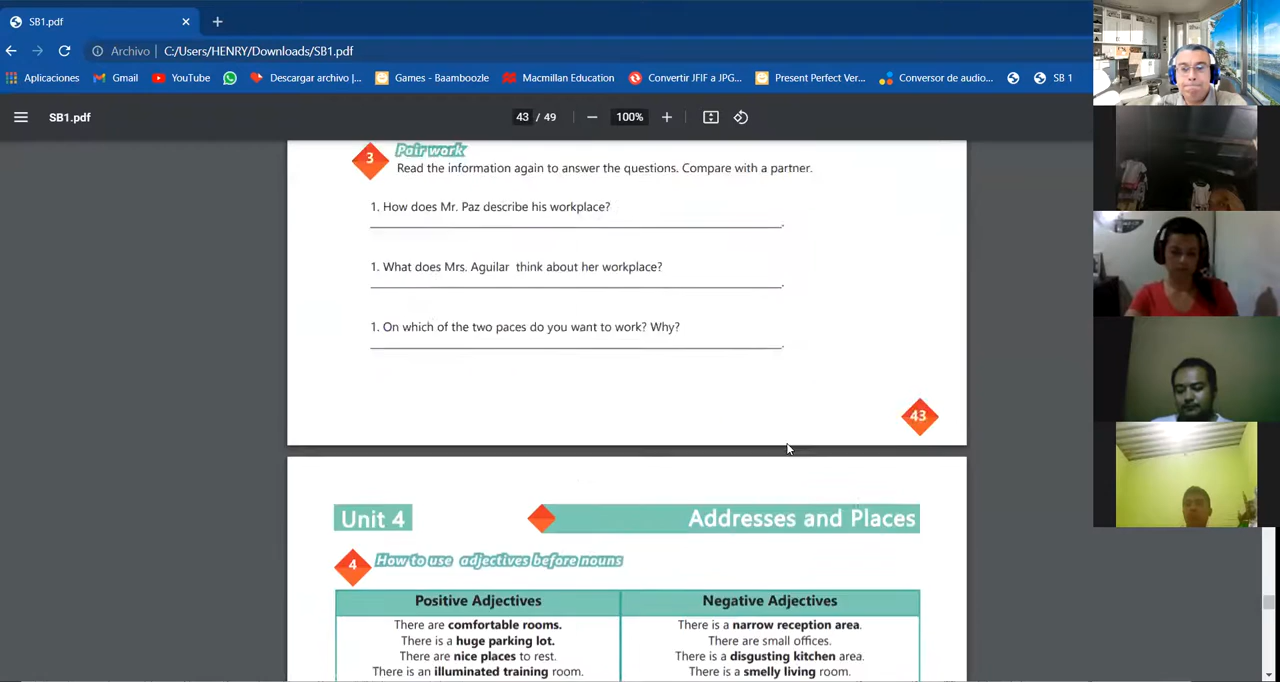 SB1.pdf
Archivo | C:/Users/HENRY/Downloads/SB1.pdf
Aplicaciones Gmail YouTube Descargar archivo |... Games - Baamboozle Macmillan Education Convertir JFIF a JPG... Present Perfect Ver... Conversor de audio... SB 1
SB1.pdf 43 / 49 100%
3 Pair work
Read the information again to answer the questions. Compare with a partner.
1. How does Mr. Paz describe his workplace?
1. What does Mrs. Aguilar think about her workplace?
1. On which of the two paces do you want to work? Why?
43
Unit 4 Addresses and Places
4 How to use adjectives before nouns
Positive Adjectives Negative Adjectives
There are comfortable rooms. There is a narrow reception area.
There is a huge parking lot. There are small offices.
There are nice places to rest. There is a disgusting kitchen area.
There is an illuminated training room. There is a smelly living room.